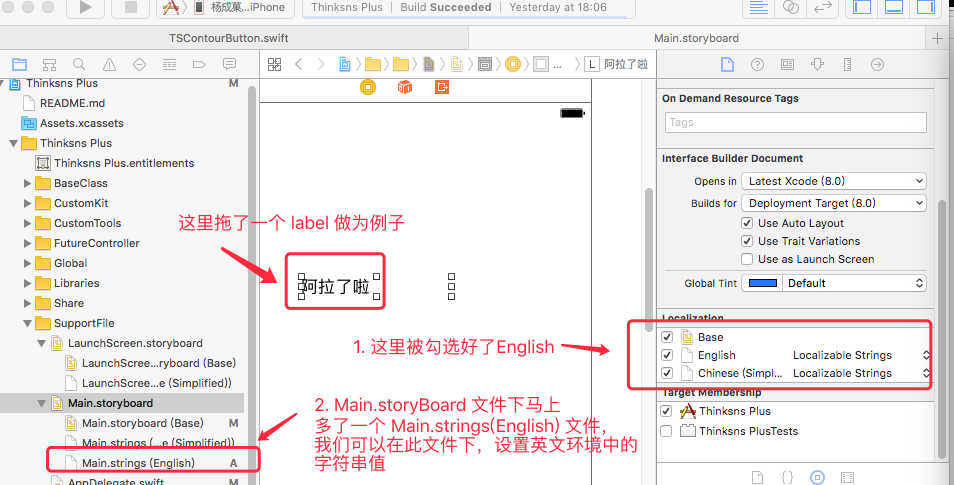 杨成菓...iPhone
Thinksns Plus | Build Succeeded | Yesterday at 18:06
TSContourButton.swift
Main.storyboard
L 阿拉了啦
Thinksns Plus M
README.md
Assets.xcassets
Thinksns Plus
Thinksns Plus.entitlements
BaseClass
CustomKit
CustomTools
FutureController
Global
Libraries
Share
SupportFile
LaunchScreen.storyboard
LaunchScree...ryboard (Base)
LaunchScree...e (Simplified))
Main.storyboard
Main.storyboard (Base) M
Main.strings (...e (Simplified))
Main.strings (English) A
AppDelegate.swift M
这里拖了一个 label 做为例子
阿拉了啦
1. 这里被勾选好了English
2. Main.storyBoard 文件下马上
多了一个 Main.strings(English) 文件，
我们可以在此文件下，设置英文环境中的
字符串值
On Demand Resource Tags
Tags
Interface Builder Document
Opens in Latest Xcode (8.0)
Builds for Deployment Target (8.0)
Use Auto Layout
Use Trait Variations
Use as Launch Screen
Global Tint Default
Localization
Base
English Localizable Strings
Chinese (Simpl... Localizable Strings
Target Membership
Thinksns Plus
Thinksns PlusTests